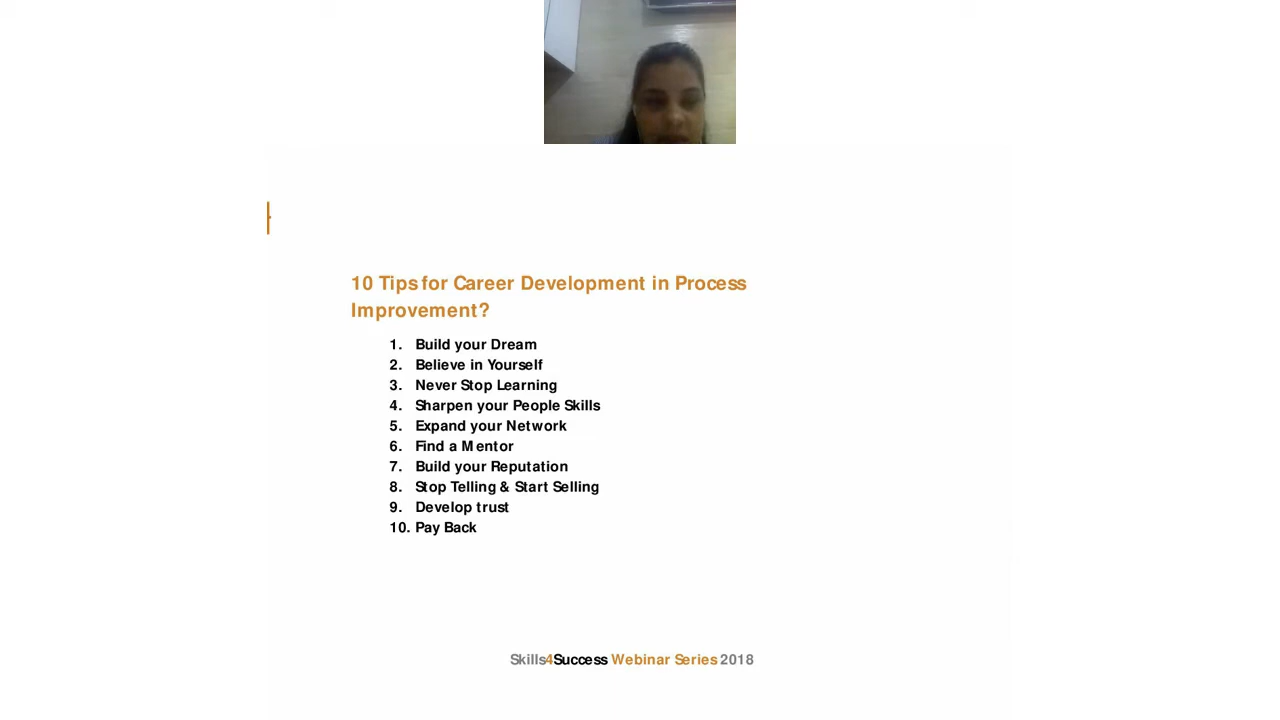 10 Tips for Career Development in Process
Improvement?
1. Build your Dream
2. Believe in Yourself
3. Never Stop Learning
4. Sharpen your People Skills
5. Expand your Network
6. Find a Mentor
7. Build your Reputation
8. Stop Telling & Start Selling
9. Develop trust
10. Pay Back
Skills4Success Webinar Series 2018